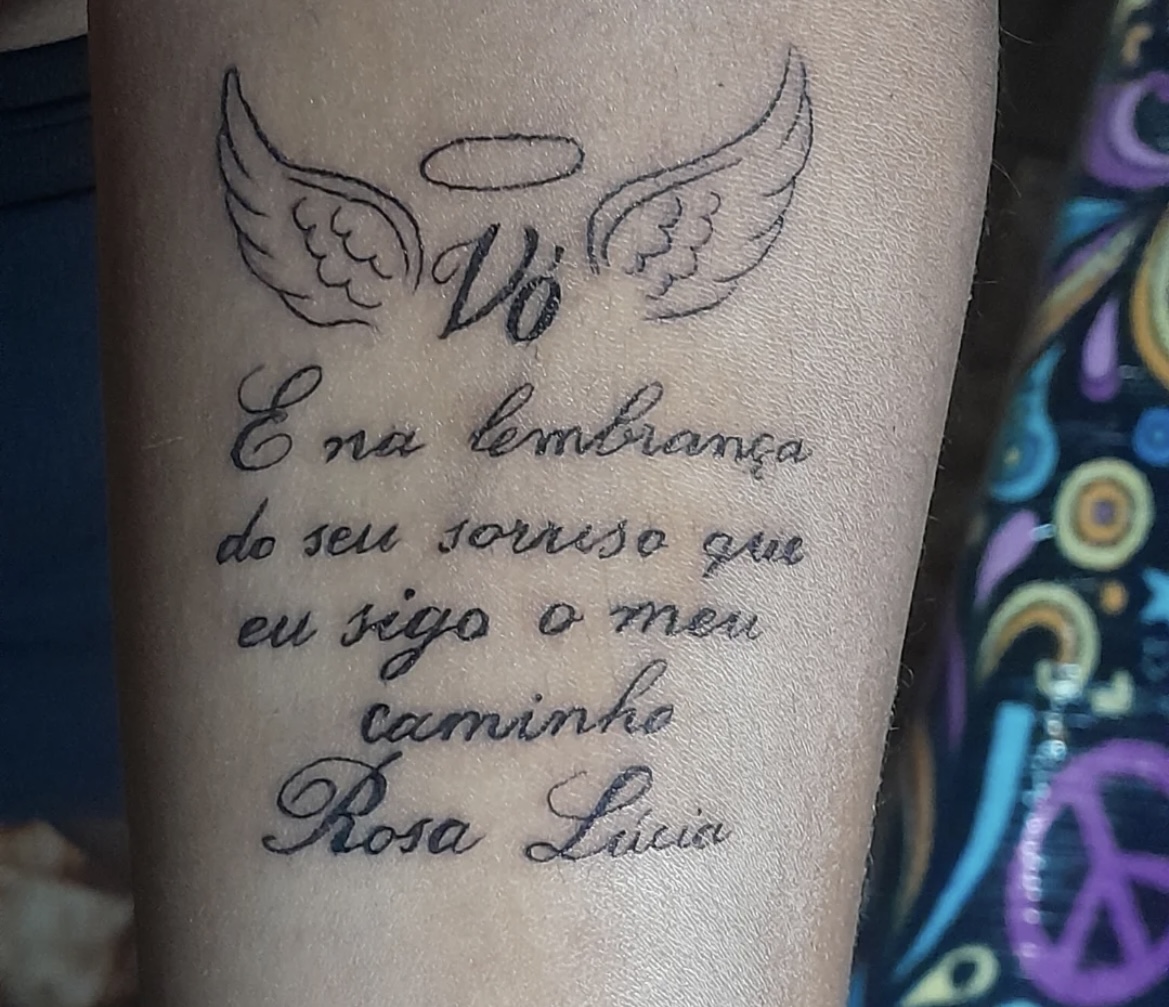 Vó
E na lembrança
do seu sorriso que
eu sigo o meu
caminho
Rosa Lúcia